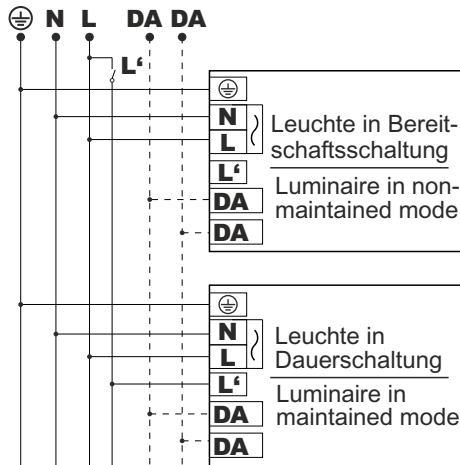 N L DA DA
L‘
N
L
L‘
DA
DA
Leuchte in Bereit-
schaftsschaltung
Luminaire in non-
maintained mode
N
L
L‘
DA
DA
Leuchte in
Dauerschaltung
Luminaire in
maintained mode